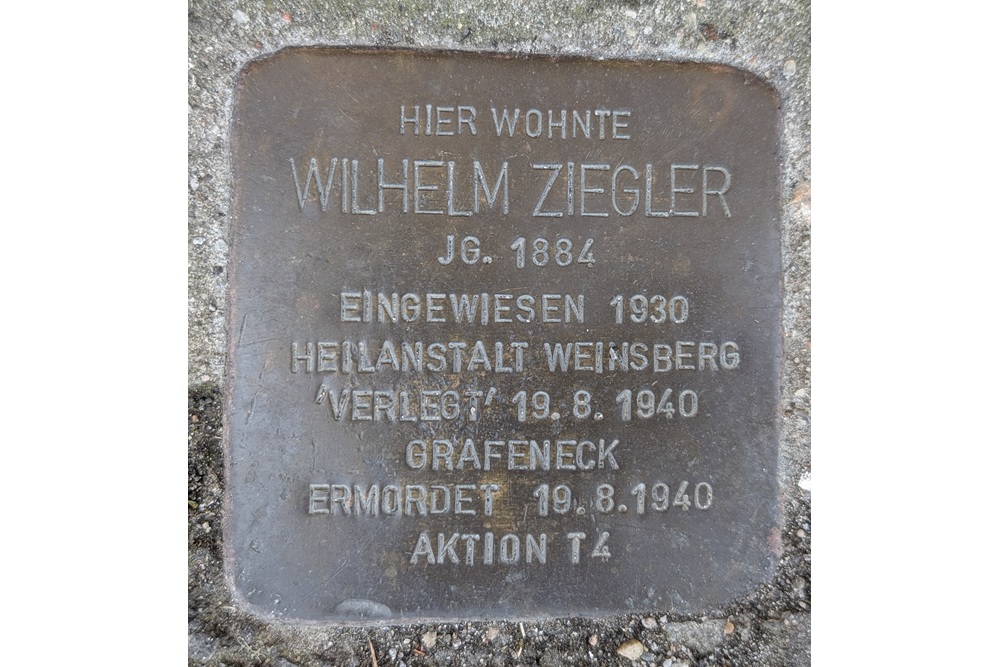 HIER WOHNTE
WILHELM ZIEGLER
JG. 1884
EINGEWIESEN 1930
HEILANSTALT WEINSBERG
'VERLEGT' 19.8.1940
GRAFENECK
ERMORDET 19.8.1940
AKTION T4